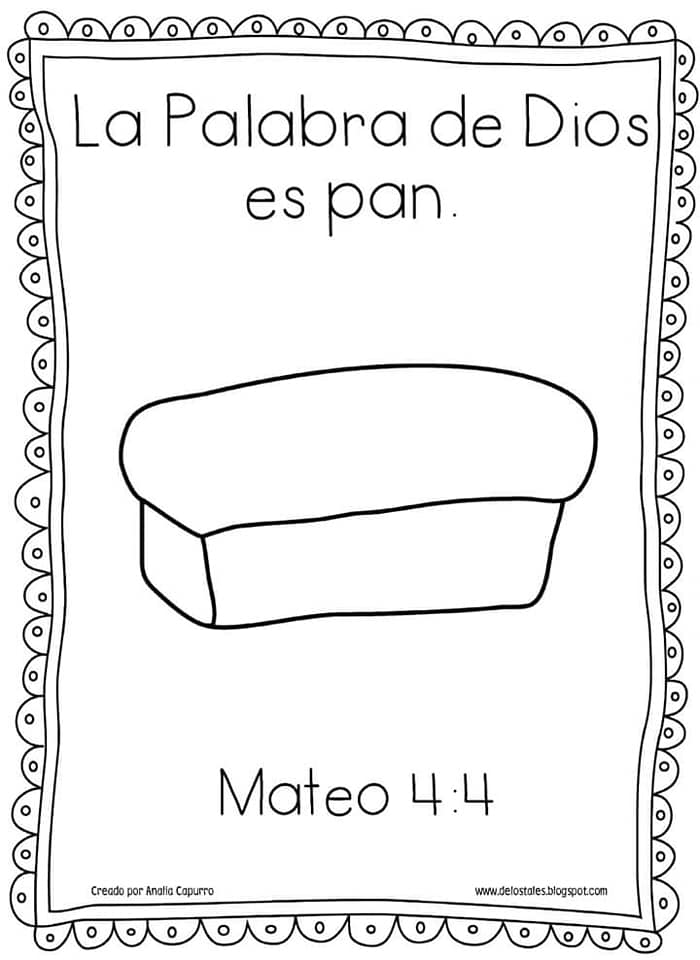 La Palabra de Dios
es pan.
Mateo 4:4
Creado por Analia Capurro
www.delostales.blogspot.com